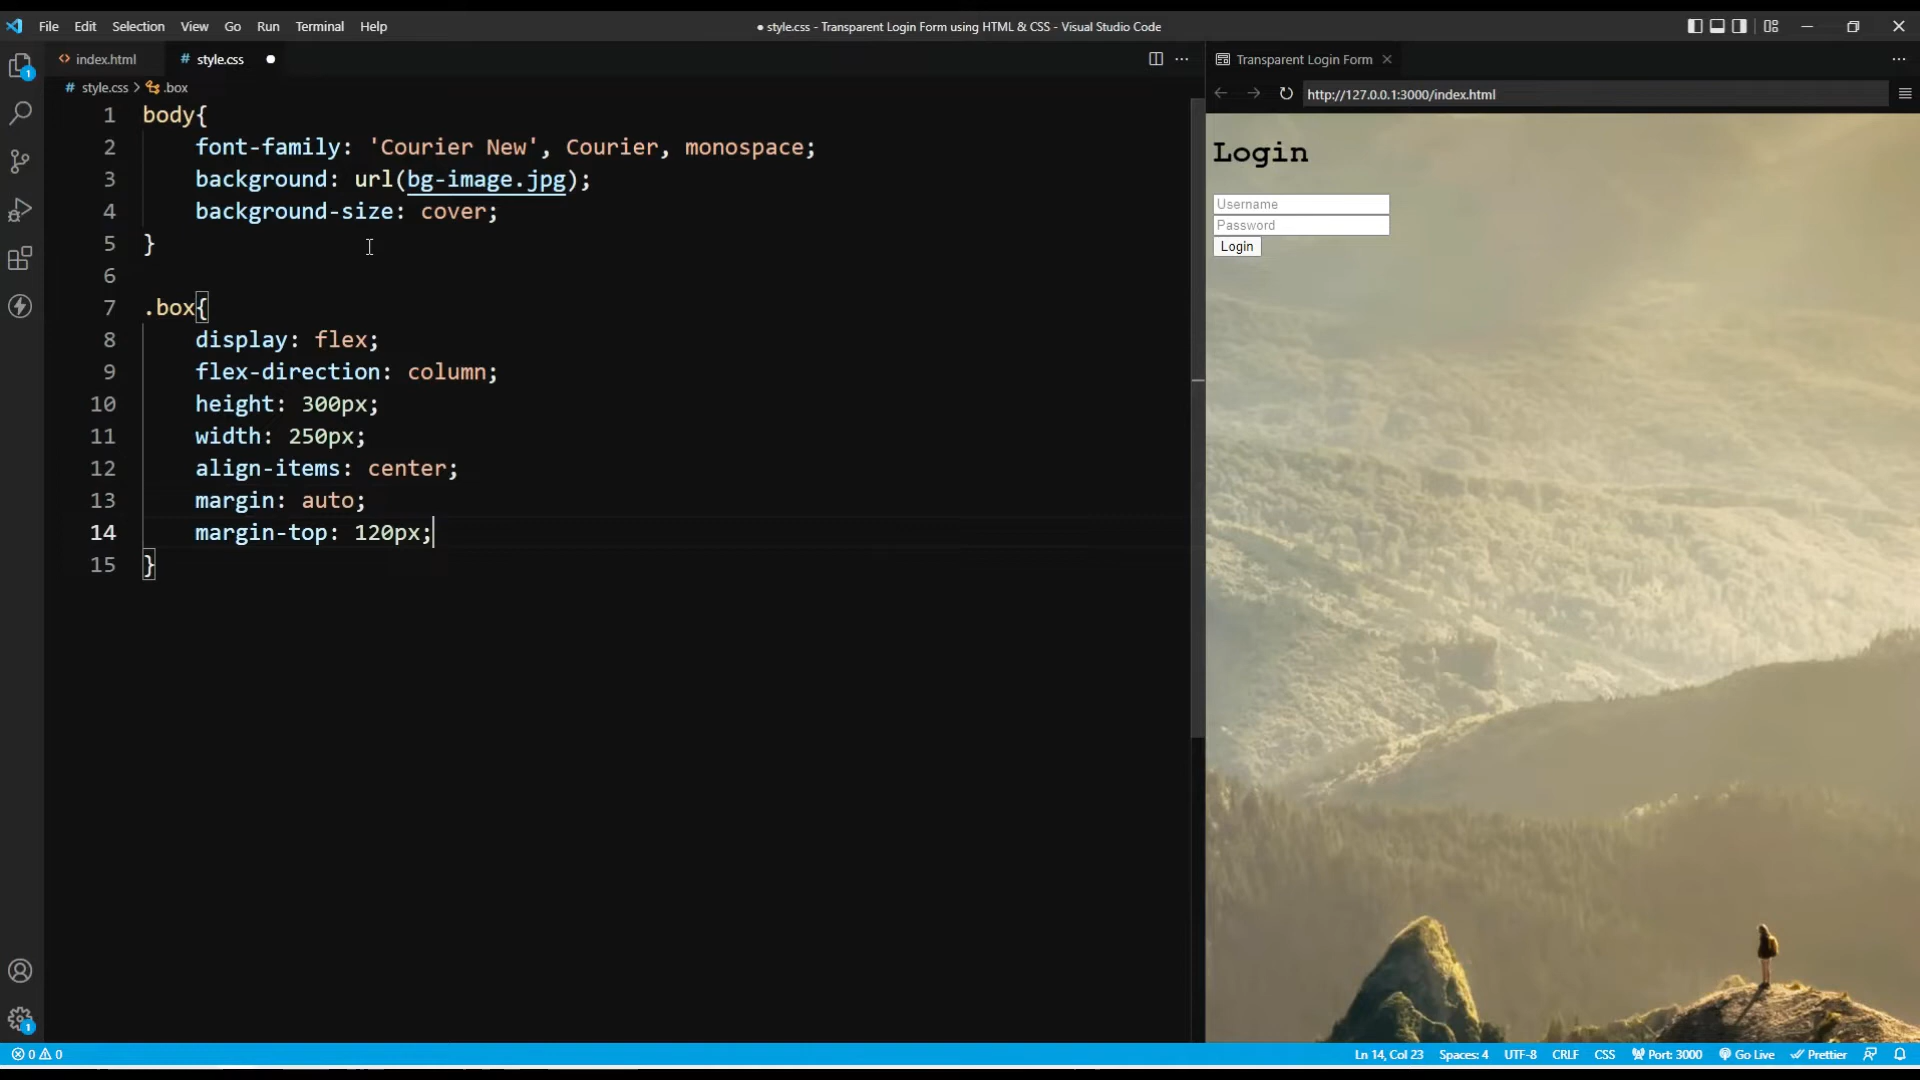 File Edit Selection View Go Run Terminal Help
● style.css - Transparent Login Form using HTML & CSS - Visual Studio Code
index.html
# style.css ●
Transparent Login Form
# style.css > .box
http://127.0.0.1:3000/index.html
1 body{
2 font-family: 'Courier New', Courier, monospace;
3 background: url(bg-image.jpg);
4 background-size: cover;
5 }
6
7 .box{
8 display: flex;
9 flex-direction: column;
10 height: 300px;
11 width: 250px;
12 align-items: center;
13 margin: auto;
14 margin-top: 120px;
15 }
Login
Username
Password
Login
1
1
0 0
Ln 14, Col 23 Spaces: 4 UTF-8 CRLF CSS Port: 3000 Go Live Prettier